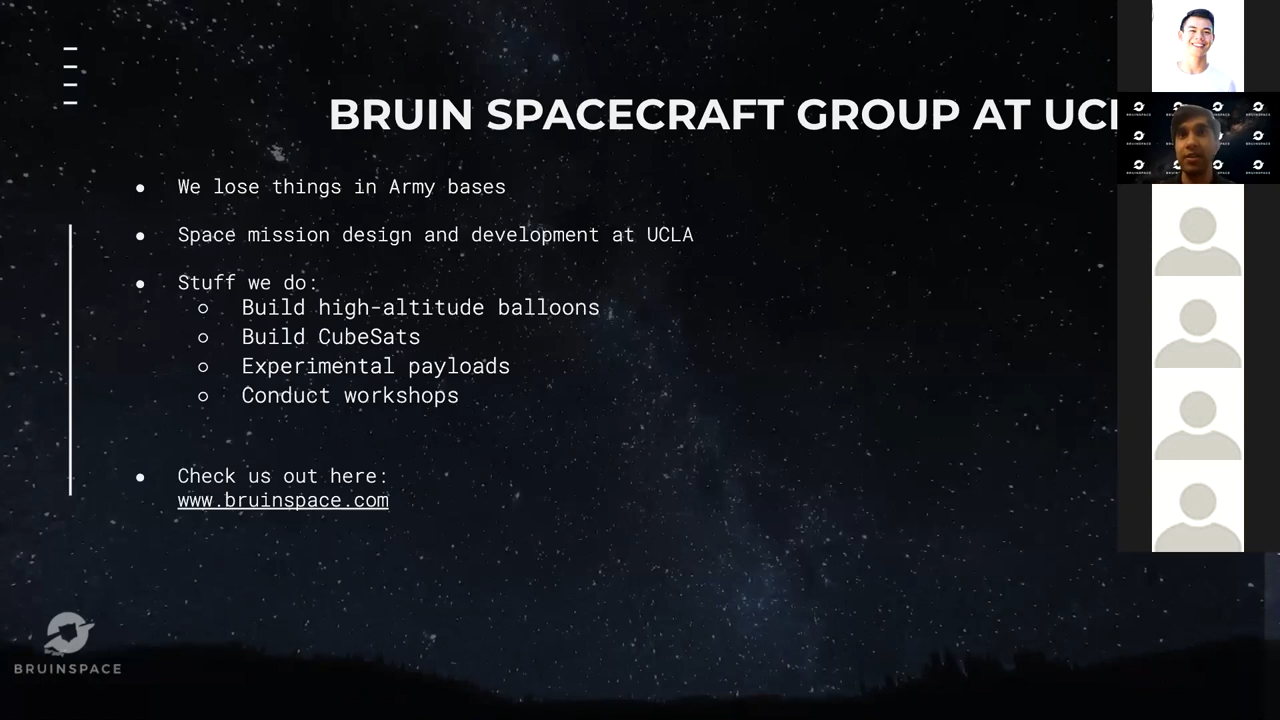 BRUIN SPACECRAFT GROUP AT UCL
● We lose things in Army bases
● Space mission design and development at UCLA
● Stuff we do:
○ Build high-altitude balloons
○ Build CubeSats
○ Experimental payloads
○ Conduct workshops
● Check us out here:
www.bruinspace.com
BRUINSPACE